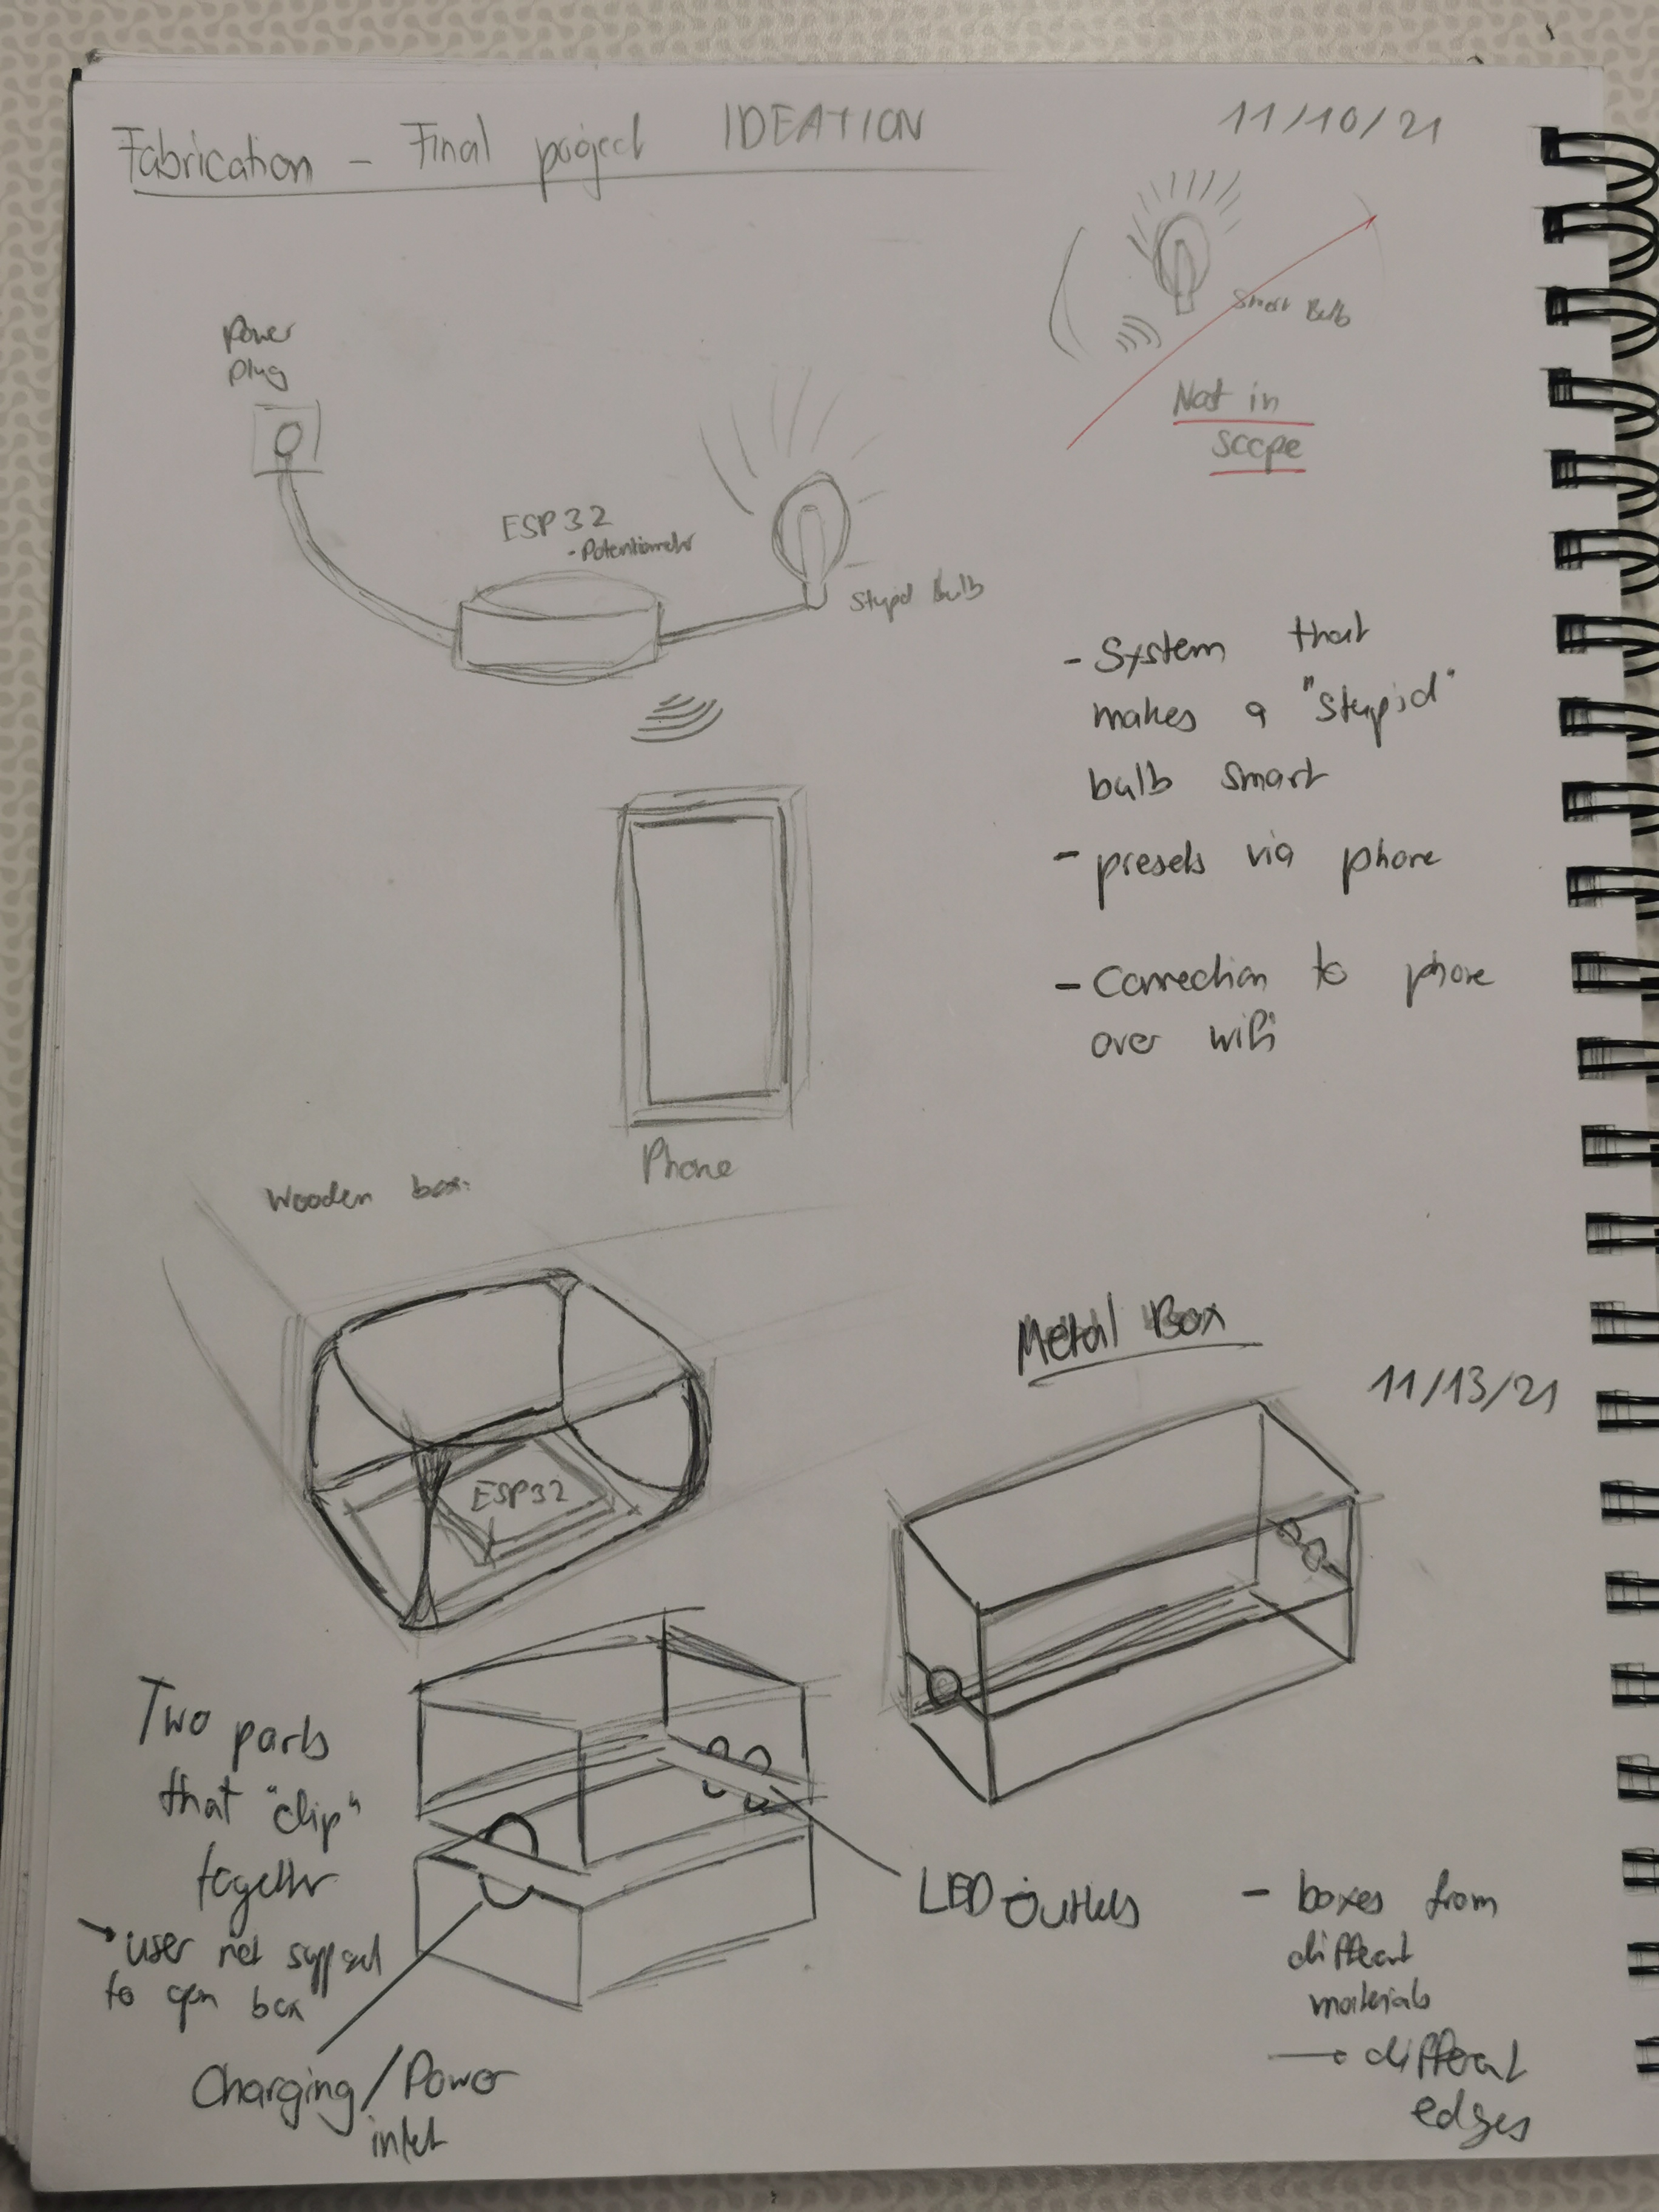 Fabrication - Final project IDEATION
11/10/21
Smart Bulb
Not in
scope
Power
plug
ESP32
- Potentiometer
Stupid Bulb
- System that
makes a "stupid"
bulb smart
- presets via phone
- Connection to phone
over wifi
Phone
Wooden box:
ESP32
Metal Box
11/13/21
Two parts
that "clip"
together
→ user not
to open box
Charging/Power
inlet
LED outlets
- boxes from
different
materials
→ different
edges